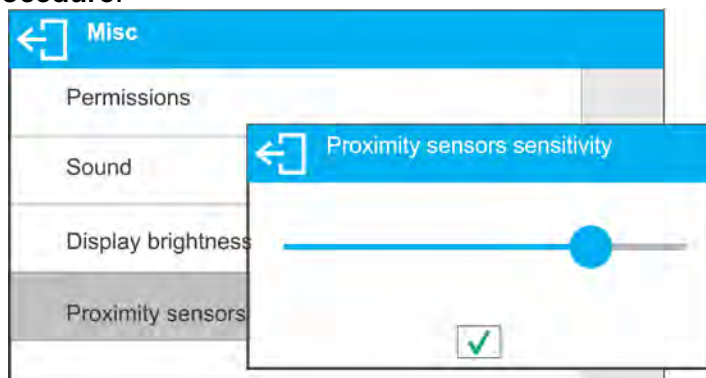 Misc
Permissions
Sound
Display brightness
Proximity sensors
Proximity sensors sensitivity